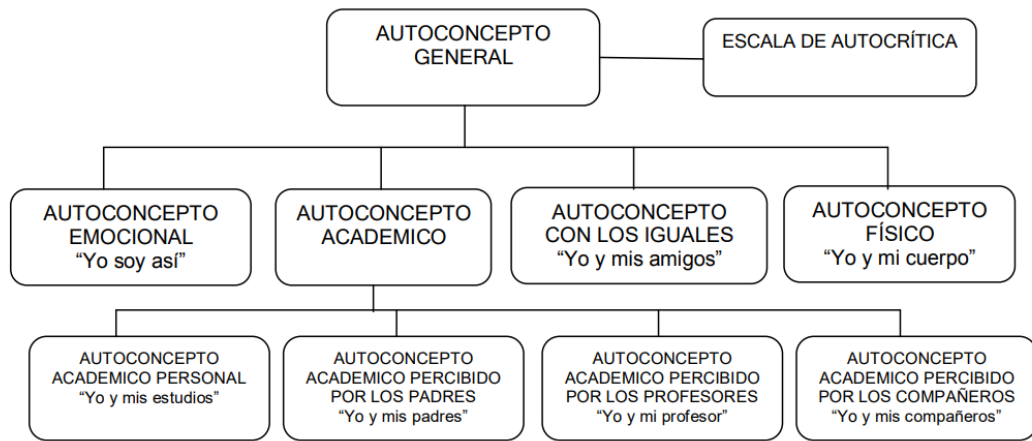 AUTOCONCEPTO
GENERAL
ESCALA DE AUTOCRÍTICA
AUTOCONCEPTO
EMOCIONAL
“Yo soy así”
AUTOCONCEPTO
ACADEMICO
AUTOCONCEPTO
CON LOS IGUALES
“Yo y mis amigos”
AUTOCONCEPTO
FÍSICO
“Yo y mi cuerpo”
AUTOCONCEPTO
ACADEMICO PERSONAL
“Yo y mis estudios”
AUTOCONCEPTO
ACADEMICO PERCIBIDO
POR LOS PADRES
“Yo y mis padres”
AUTOCONCEPTO
ACADEMICO PERCIBIDO
POR LOS PROFESORES
“Yo y mi profesor”
AUTOCONCEPTO
ACADEMICO PERCIBIDO
POR LOS COMPAÑEROS
“Yo y mis compañeros”